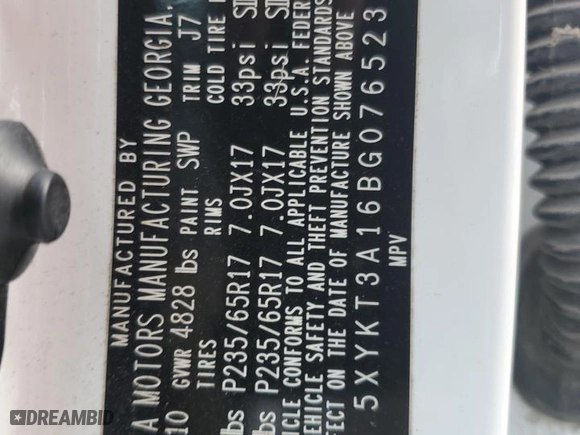 MANUFACTURED BY
A MOTORS MANUFACTURING GEORGIA,
10 GVWR 4828 lbs PAINT SWP TRIM J7
TIRES RIMS COLD TIRE
lbs P235/65R17 7.0JX17 33psi
lbs P235/65R17 7.0JX17 33psi
ICLE CONFORMS TO ALL APPLICABLE U.S.A. FEDER
EHICLE SAFETY AND THEFT PREVENTION STANDARDS
FECT ON THE DATE OF MANUFACTURE SHOWN ABOVE
5XYKT3A16BG076523
MPV
DREAMBID